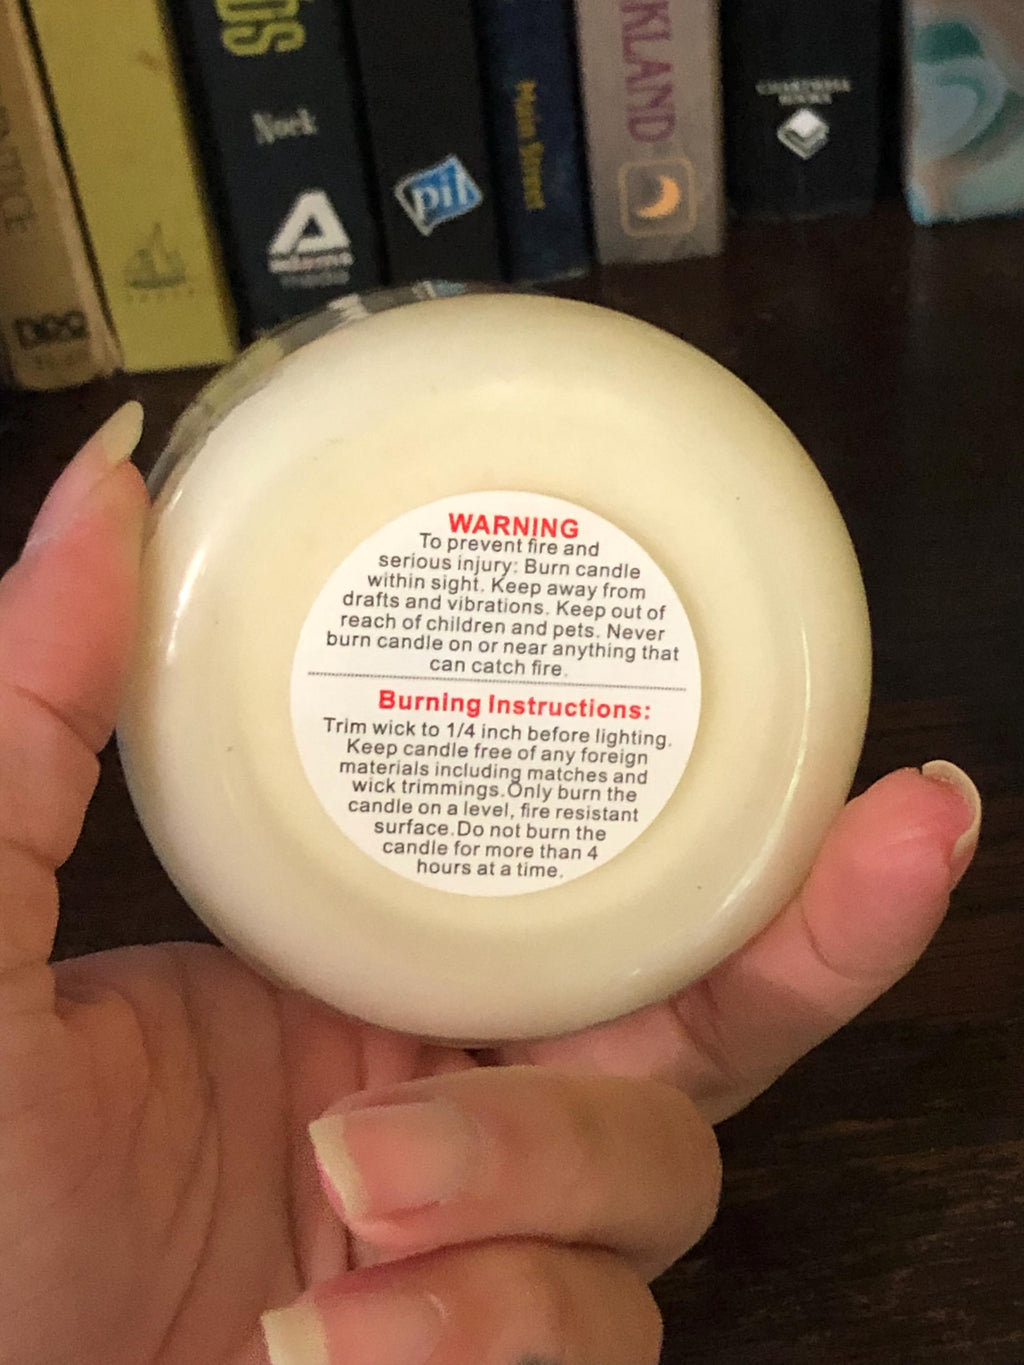 Nock
pil
Main Street
KLAND
CHARTWELL
BOOKS
neo
WARNING
To prevent fire and
serious injury: Burn candle
within sight. Keep away from
drafts and vibrations. Keep out of
reach of children and pets. Never
burn candle on or near anything that
can catch fire.
Burning Instructions:
Trim wick to 1/4 inch before lighting.
Keep candle free of any foreign
materials including matches and
wick trimmings.Only burn the
candle on a level, fire resistant
surface.Do not burn the
candle for more than 4
hours at a time.